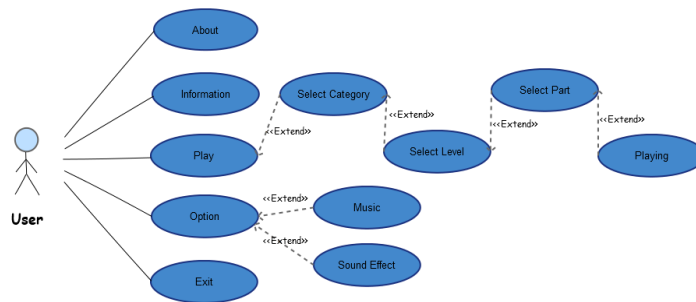 About
Information
Select Category
Select Part
<<Extend>>
<<Extend>>
<<Extend>>
<<Extend>>
Play
Select Level
Playing
User
Option
<<Extend>>
Music
<<Extend>>
Sound Effect
Exit